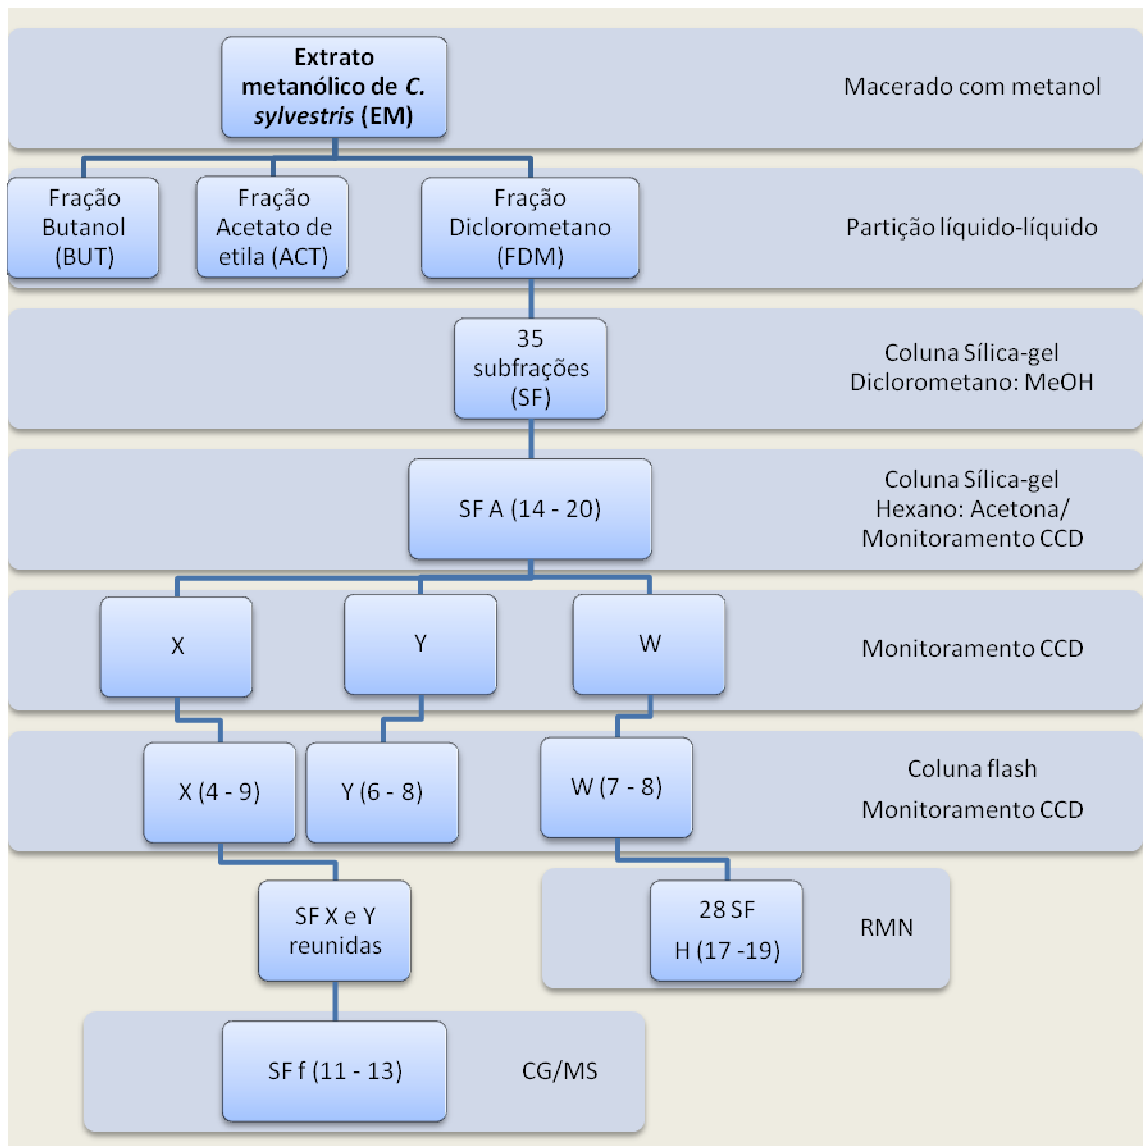 Extrato
metanólico de C.
sylvestris (EM)
Macerado com metanol
Fração
Butanol
(BUT)
Fração
Acetato de
etila (ACT)
Fração
Diclorometano
(FDM)
Partição líquido-líquido
35
subfrações
(SF)
Coluna Sílica-gel
Diclorometano: MeOH
SF A (14 - 20)
Coluna Sílica-gel
Hexano: Acetona/
Monitoramento CCD
X
Y
W
Monitoramento CCD
X (4 - 9)
Y (6 - 8)
W (7 - 8)
Coluna flash
Monitoramento CCD
SF X e Y
reunidas
28 SF
H (17 -19)
RMN
SF f (11 - 13)
CG/MS